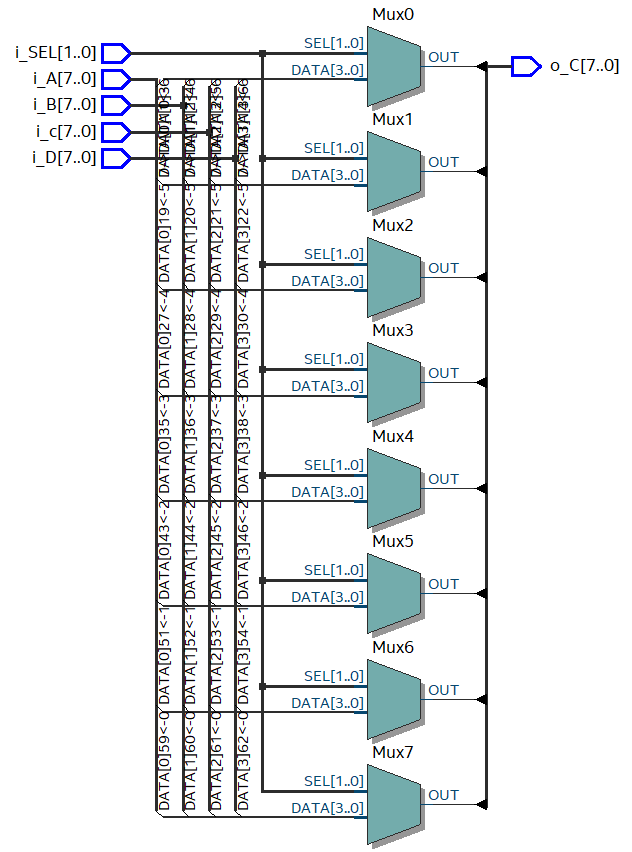 Mux0
i_SEL[1..0]
SEL[1..0]
OUT
o_C[7..0]
i_A[7..0]
DATA[3..0]
i_B[7..0]
i_c[7..0]
i_D[7..0]
Mux1
SEL[1..0]
OUT
DATA[3..0]
DATA[0]19<-5
DATA[1]20<-5
DATA[2]21<-5
DATA[3]22<-5
Mux2
SEL[1..0]
OUT
DATA[3..0]
DATA[0]27<-4
DATA[1]28<-4
DATA[2]29<-4
DATA[3]30<-4
Mux3
SEL[1..0]
OUT
DATA[3..0]
DATA[0]35<-3
DATA[1]36<-3
DATA[2]37<-3
DATA[3]38<-3
Mux4
SEL[1..0]
OUT
DATA[3..0]
DATA[0]43<-2
DATA[1]44<-2
DATA[2]45<-2
DATA[3]46<-2
Mux5
SEL[1..0]
OUT
DATA[3..0]
DATA[0]51<-1
DATA[1]52<-1
DATA[2]53<-1
DATA[3]54<-1
Mux6
SEL[1..0]
OUT
DATA[3..0]
DATA[0]59<-0
DATA[1]60<-0
DATA[2]61<-0
DATA[3]62<-0
Mux7
SEL[1..0]
OUT
DATA[3..0]